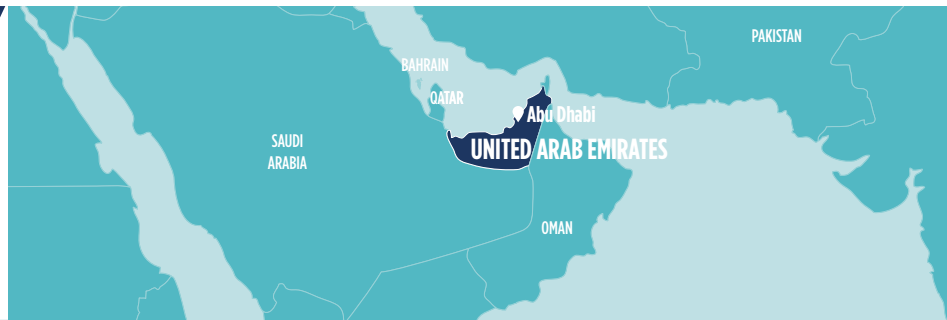 PAKISTAN
BAHRAIN
QATAR
Abu Dhabi
SAUDI
ARABIA
UNITED ARAB EMIRATES
OMAN